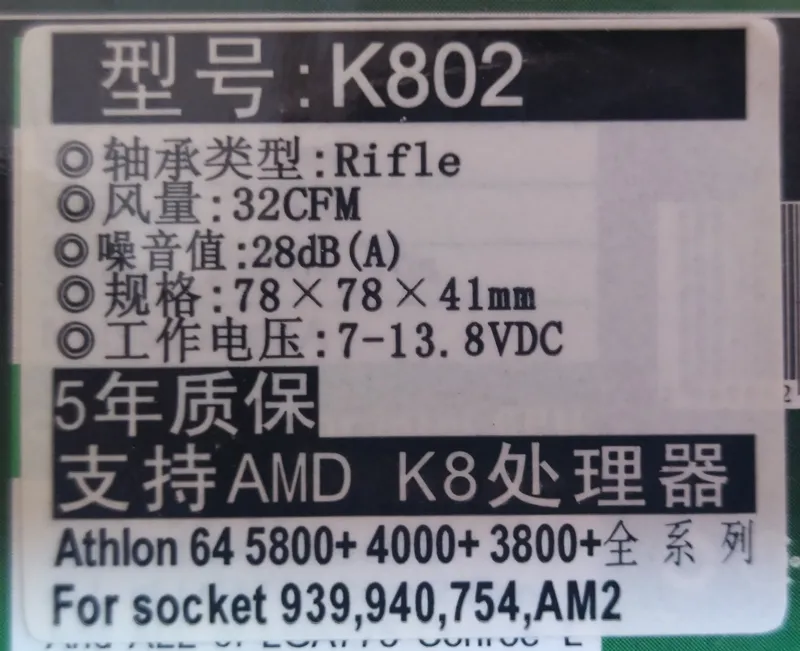 型号:K802
◎轴承类型:Rifle
◎风量:32CFM
◎噪音值:28dB(A)
◎规格:78×78×41mm
◎工作电压:7-13.8VDC
5年质保
支持AMD K8处理器
Athlon 64 5800+ 4000+ 3800+全系列
For socket 939,940,754,AM2